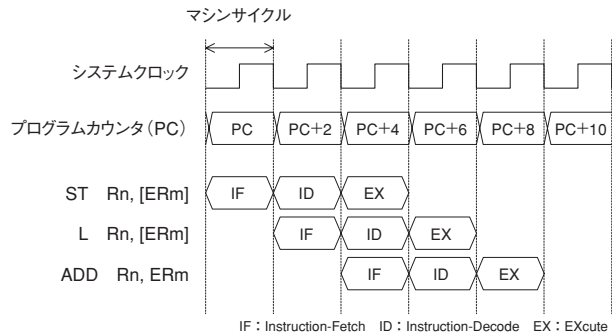 マシンサイクル
システムクロック
プログラムカウンタ(PC) PC PC+2 PC+4 PC+6 PC+8 PC+10
ST Rn, [ERm] IF ID EX
L Rn, [ERm] IF ID EX
ADD Rn, ERm IF ID EX
IF:Instruction-Fetch ID:Instruction-Decode EX:EXcute